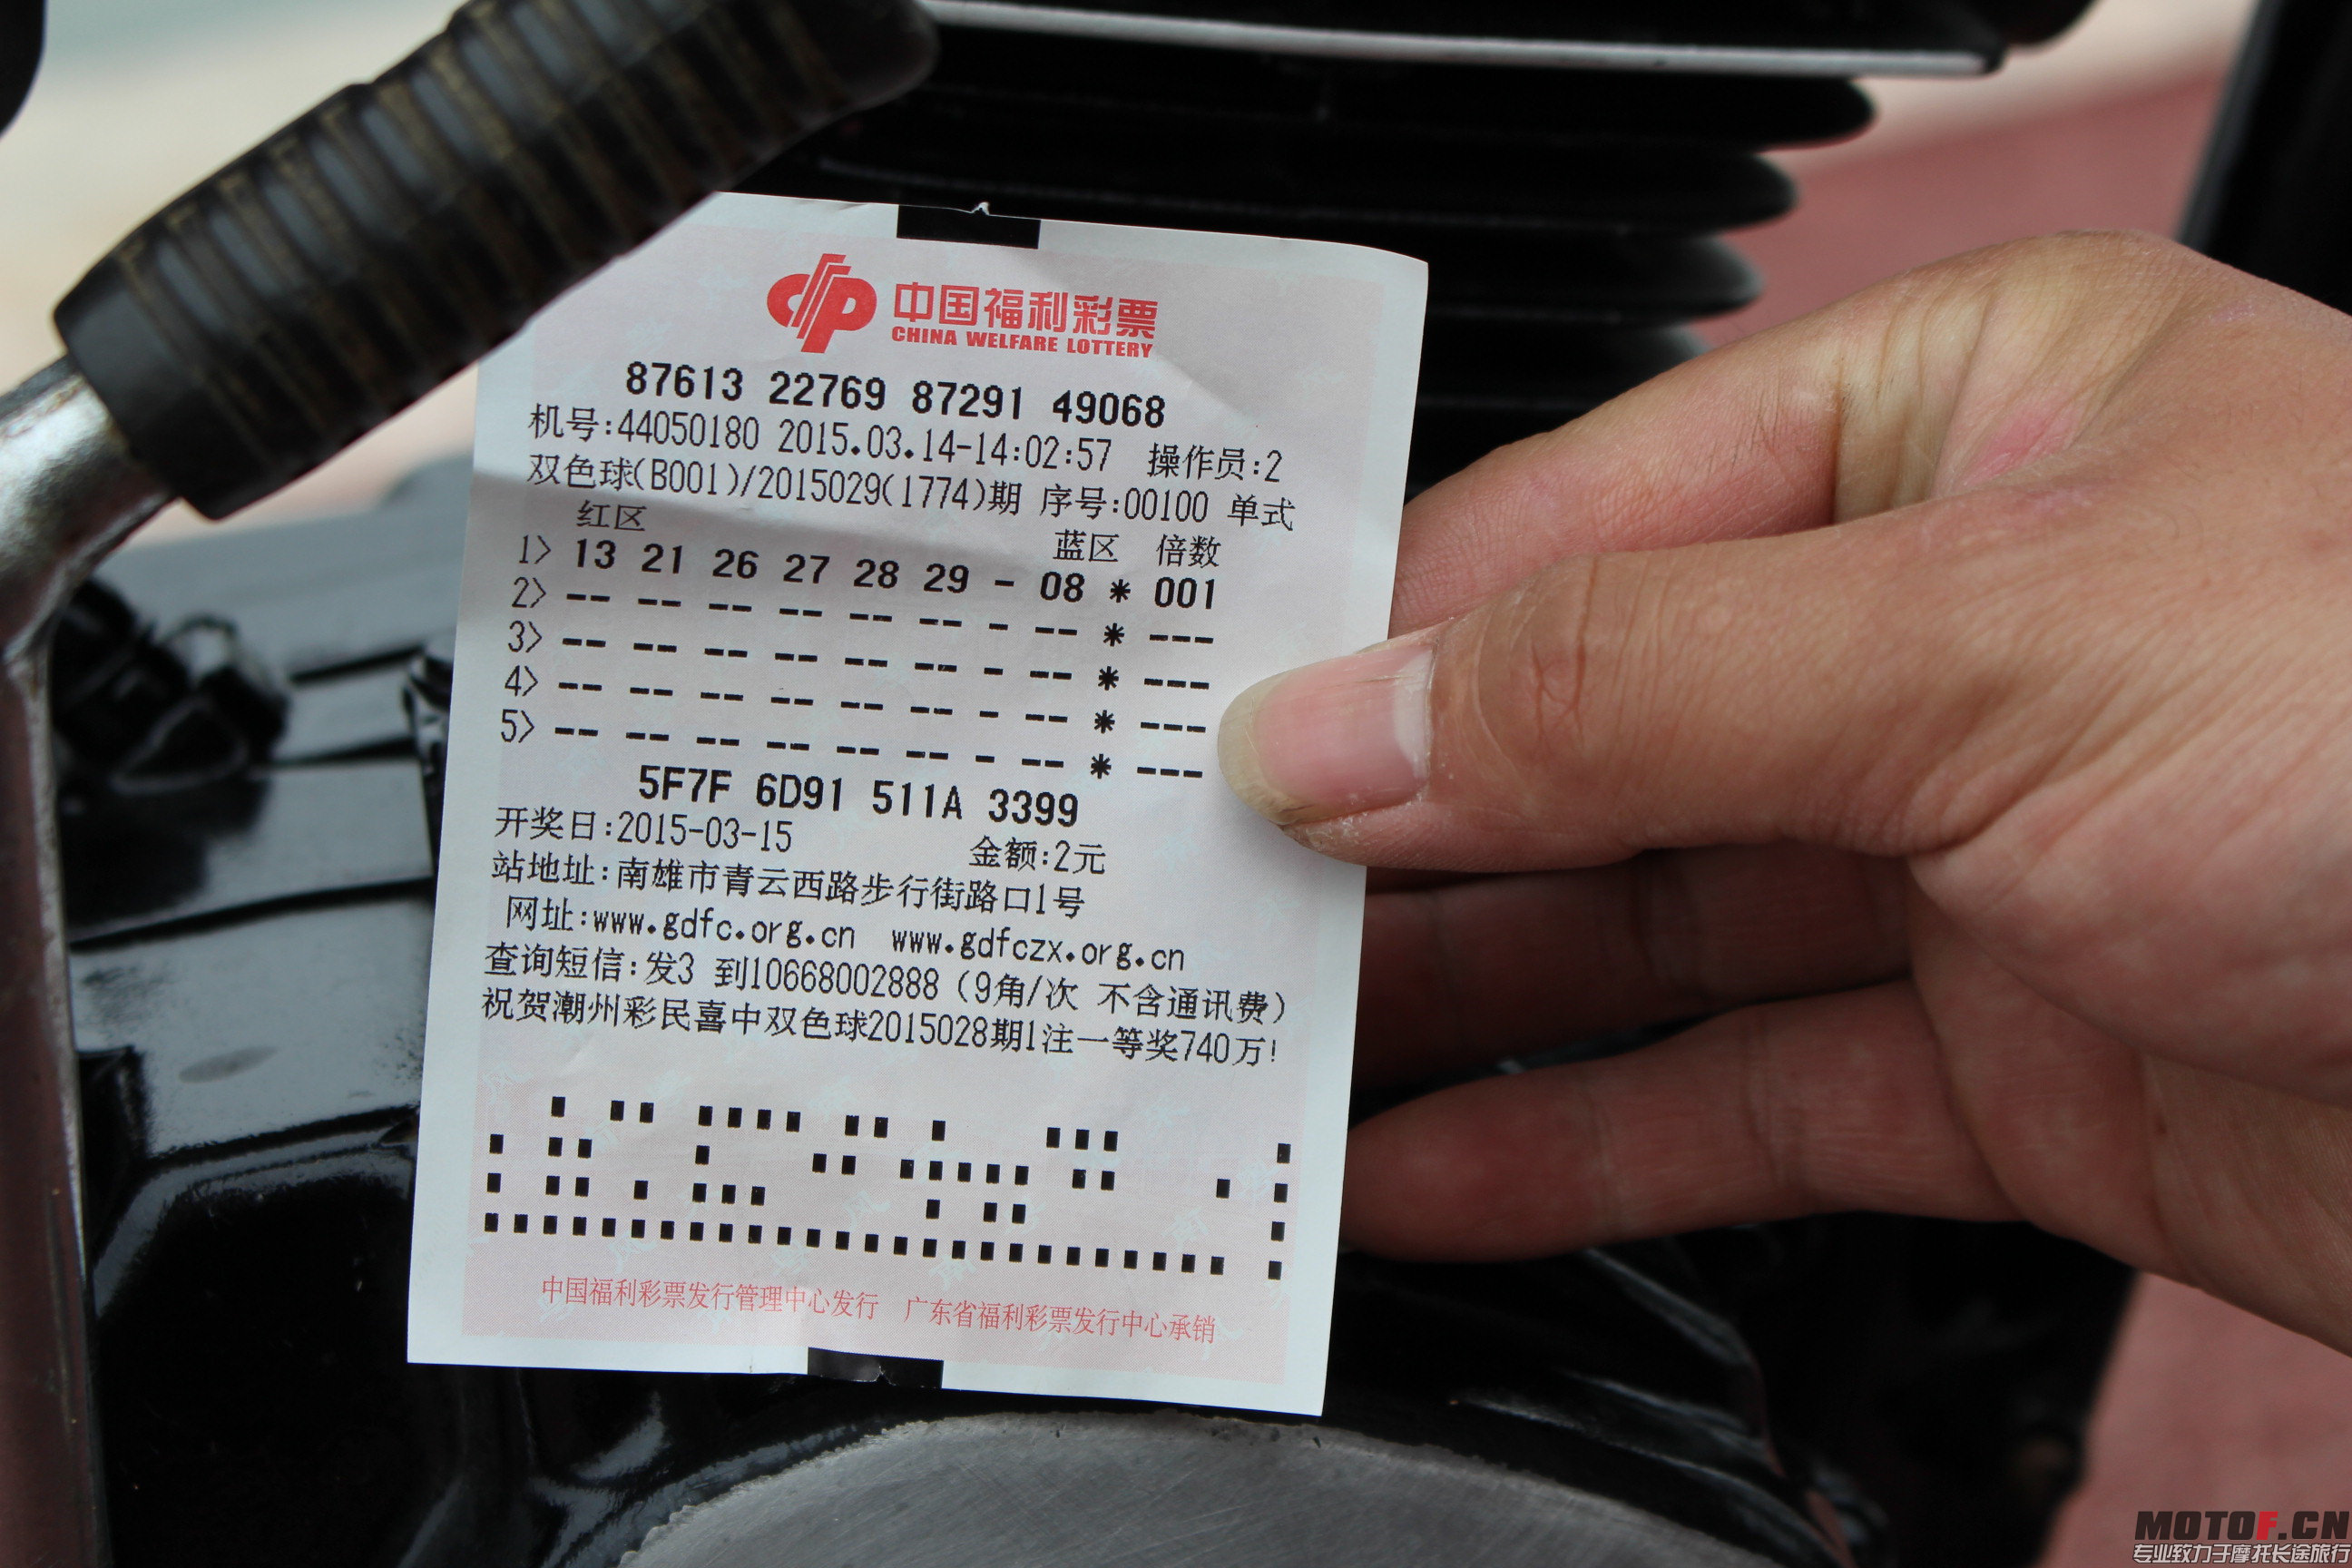 中国福利彩票
CHINA WELFARE LOTTERY
87613 22769 87291 49068
机号:44050180 2015.03.14-14:02:57 操作员:2
双色球(B001)/2015029(1774)期 序号:00100 单式
红区 蓝区 倍数
1> 13 21 26 27 28 29 - 08 * 001
2> -- -- -- -- -- -- - -- * ---
3> -- -- -- -- -- -- - -- * ---
4> -- -- -- -- -- -- - -- * ---
5> -- -- -- -- -- -- - -- * ---
5F7F 6D91 511A 3399
开奖日:2015-03-15 金额:2元
站地址:南雄市青云西路步行街路口1号
网址:www.gdfc.org.cn www.gdfczx.org.cn
查询短信:发3 到10668002888 (9角/次 不含通讯费)
祝贺潮州彩民喜中双色球2015028期1注一等奖740万!
中国福利彩票发行管理中心发行 广东省福利彩票发行中心承销
MOTOF.CN
专业致力于摩托长途旅行